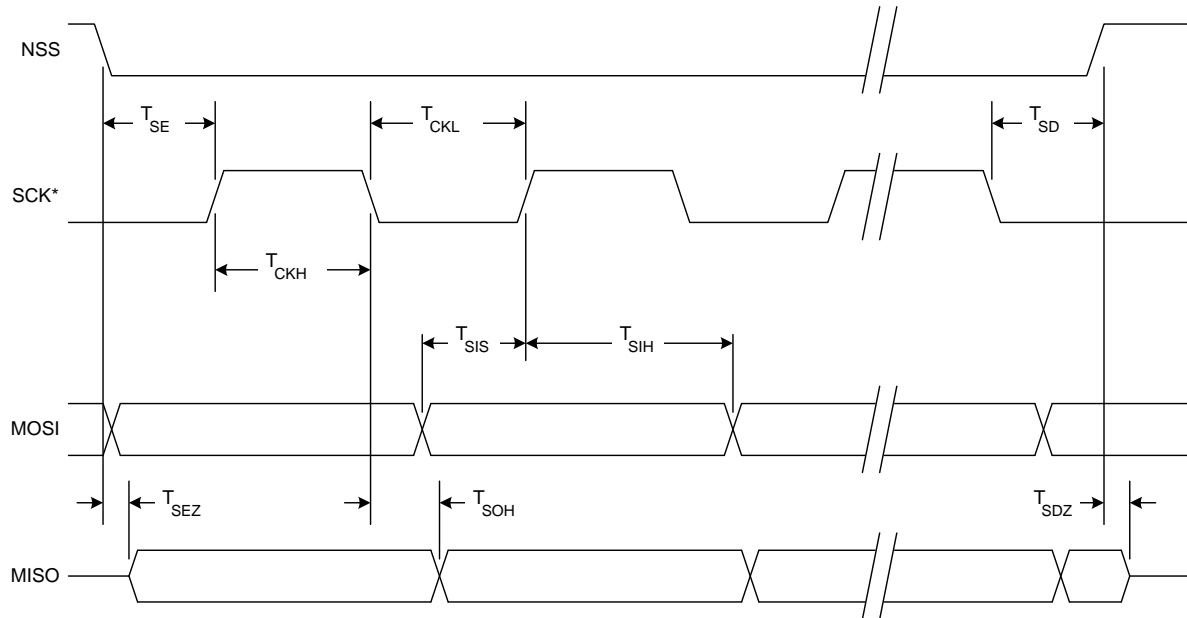 NSS
T_SE
T_CKL
T_SD
SCK*
T_CKH
T_SIS
T_SIH
MOSI
T_SEZ
T_SOH
T_SDZ
MISO